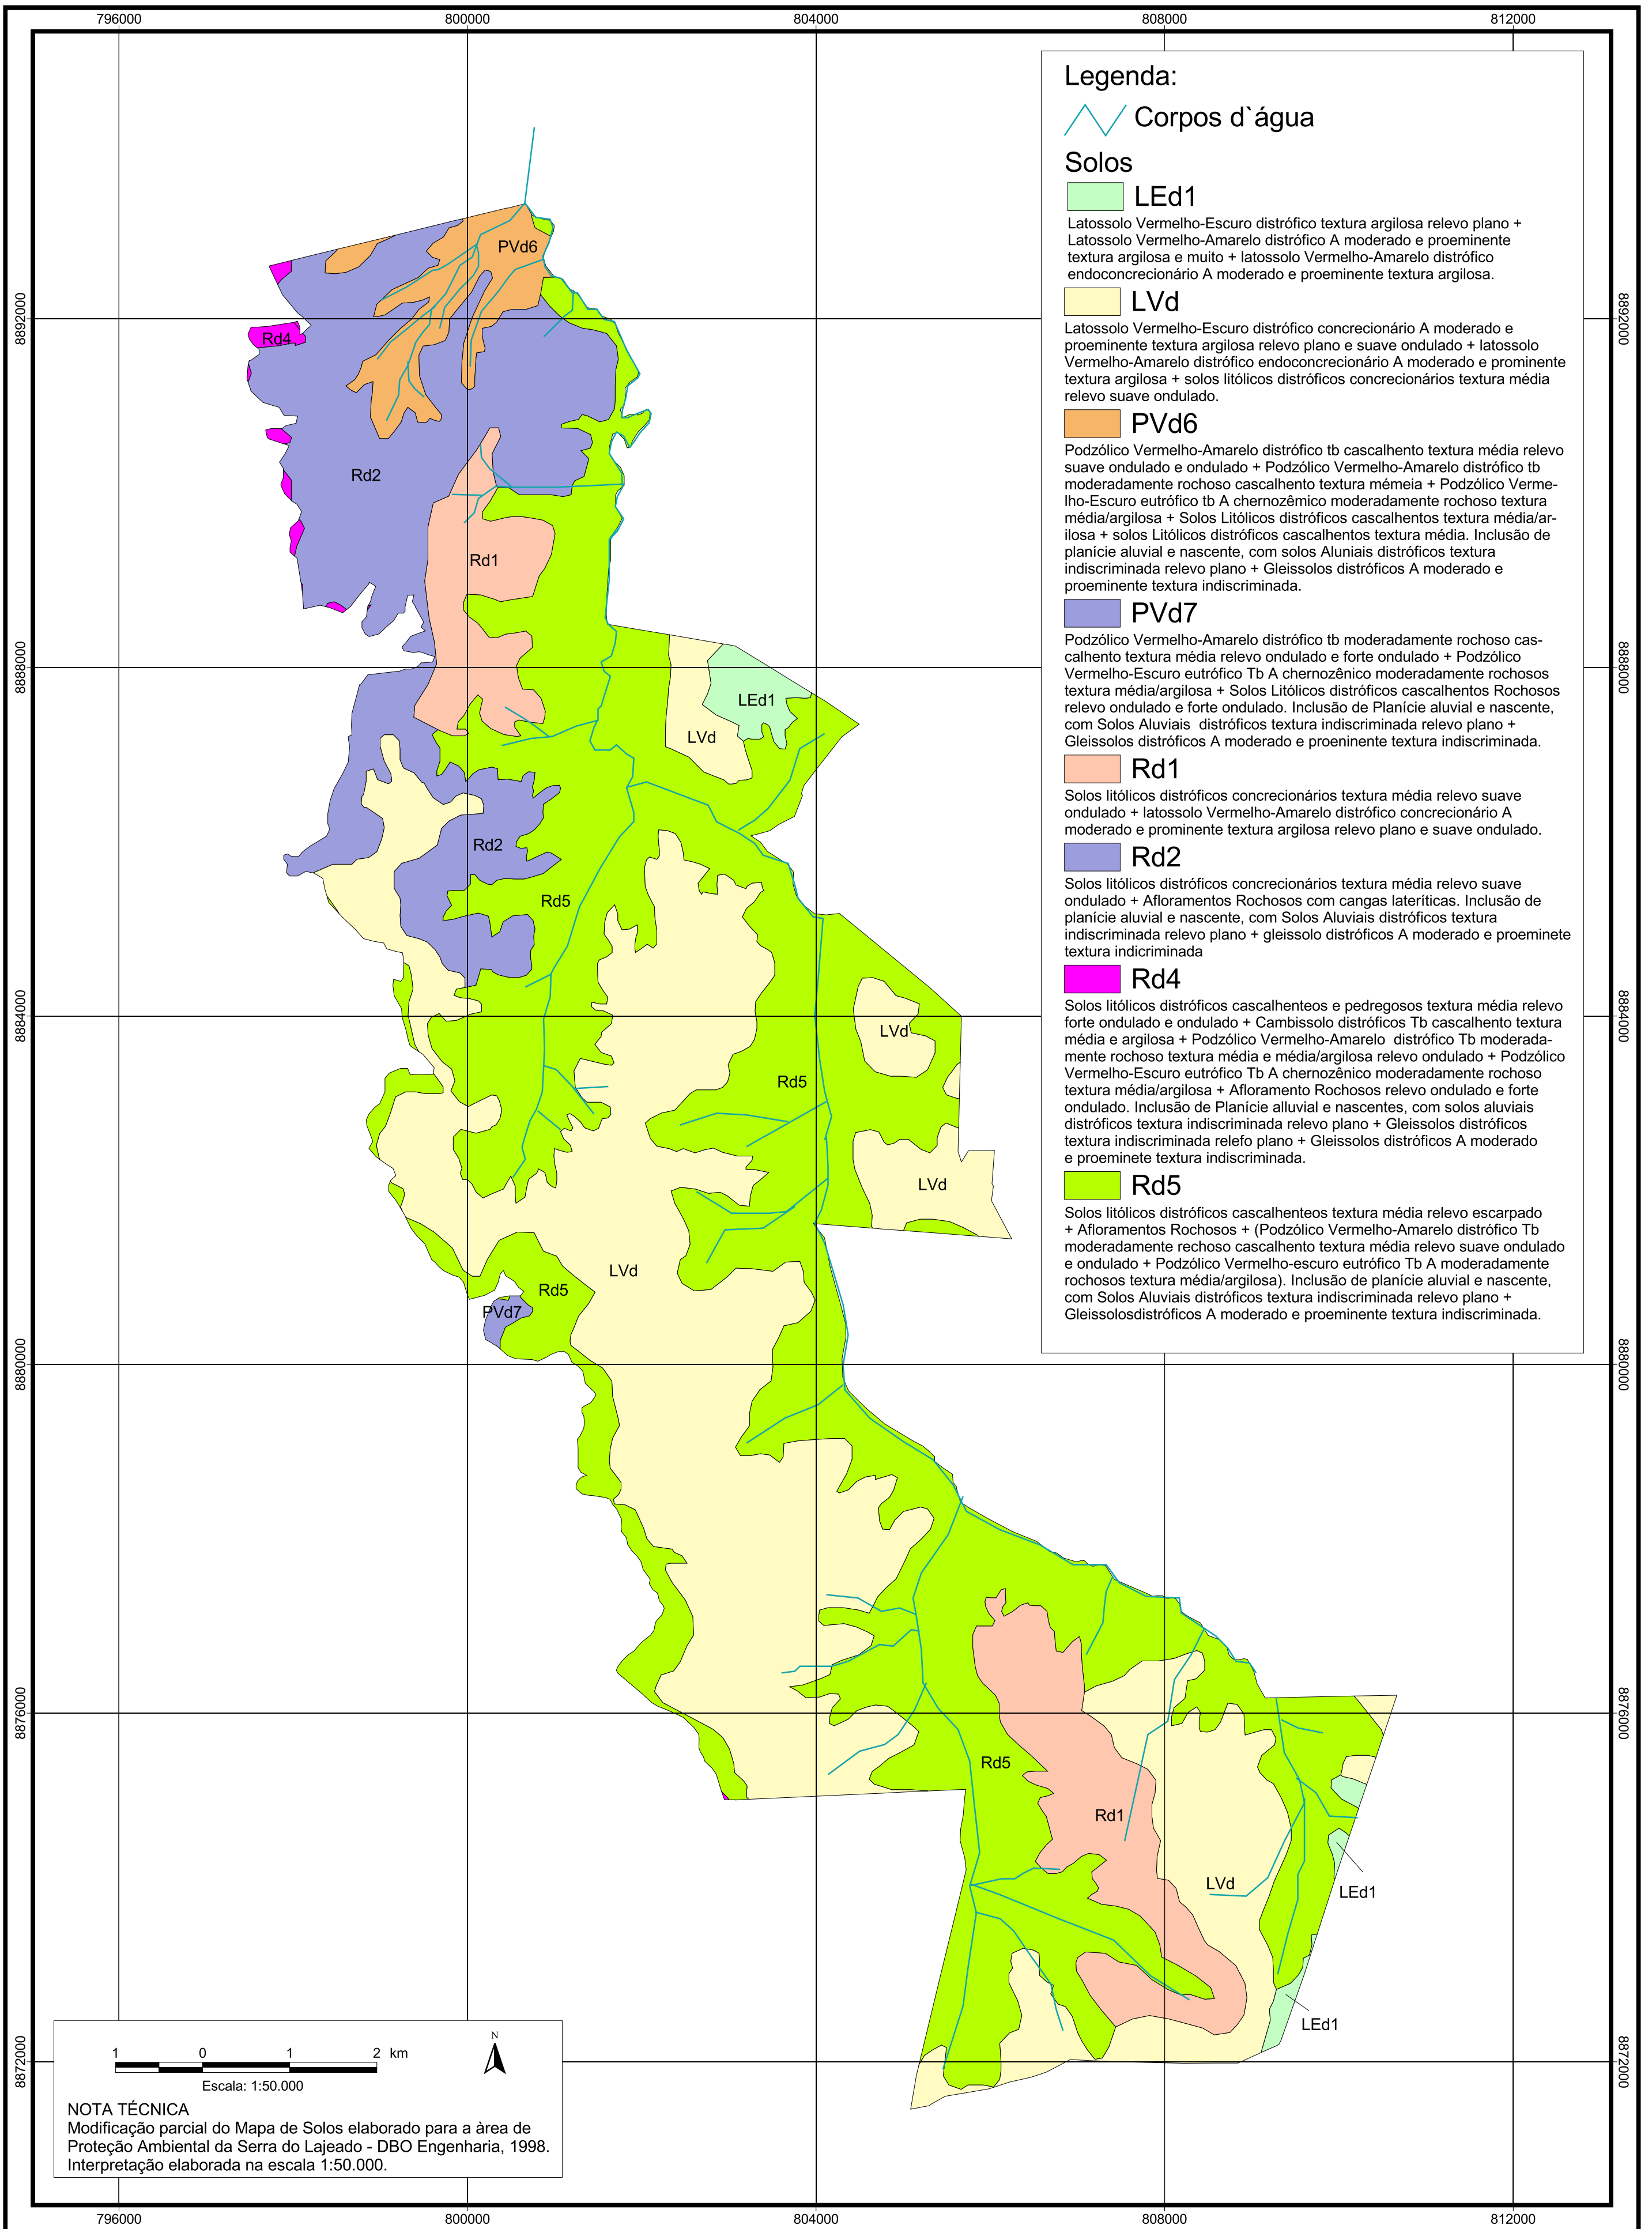 796000 800000 804000 808000 812000
Legenda:
Corpos d`água
Solos
LEd1
Latossolo Vermelho-Escuro distrófico textura argilosa relevo plano +
Latossolo Vermelho-Amarelo distrófico A moderado e proeminente
textura argilosa e muito + latossolo Vermelho-Amarelo distrófico
endoconcrecionário A moderado e proeminente textura argilosa.
LVd
Latossolo Vermelho-Escuro distrófico concrecionário A moderado e
proeminente textura argilosa relevo plano e suave ondulado + latossolo
Vermelho-Amarelo distrófico endoconcrecionário A moderado e prominente
textura argilosa + solos litólicos distróficos concrecionários textura média
relevo suave ondulado.
PVd6
Podzólico Vermelho-Amarelo distrófico tb cascalhento textura média relevo
suave ondulado e ondulado + Podzólico Vermelho-Amarelo distrófico tb
moderadamente rochoso cascalhento textura mémeia + Podzólico Verme-
lho-Escuro eutrófico tb A chernozêmico moderadamente rochoso textura
média/argilosa + Solos Litólicos distróficos cascalhentos textura média/ar-
ilosa + solos Litólicos distróficos cascalhentos textura média. Inclusão de
planície aluvial e nascente, com solos Aluniais distróficos textura
indiscriminada relevo plano + Gleissolos distróficos A moderado e
proeminente textura indiscriminada.
PVd7
Podzólico Vermelho-Amarelo distrófico tb moderadamente rochoso cas-
calhento textura média relevo ondulado e forte ondulado + Podzólico
Vermelho-Escuro eutrófico Tb A chernozênico moderadamente rochosos
textura média/argilosa + Solos Litólicos distróficos cascalhentos Rochosos
relevo ondulado e forte ondulado. Inclusão de Planície aluvial e nascente,
com Solos Aluviais  distróficos textura indiscriminada relevo plano +
Gleissolos distróficos A moderado e proeninente textura indiscriminada.
Rd1
Solos litólicos distróficos concrecionários textura média relevo suave
ondulado + latossolo Vermelho-Amarelo distrófico concrecionário A
moderado e prominente textura argilosa relevo plano e suave ondulado.
Rd2
Solos litólicos distróficos concrecionários textura média relevo suave
ondulado + Afloramentos Rochosos com cangas lateríticas. Inclusão de
planície aluvial e nascente, com Solos Aluviais distróficos textura
indiscriminada relevo plano + gleissolo distróficos A moderado e proeminete
textura indicriminada
Rd4
Solos litólicos distróficos cascalhenteos e pedregosos textura média relevo
forte ondulado e ondulado + Cambissolo distróficos Tb cascalhento textura
média e argilosa + Podzólico Vermelho-Amarelo  distrófico Tb moderada-
mente rochoso textura média e média/argilosa relevo ondulado + Podzólico
Vermelho-Escuro eutrófico Tb A chernozênico moderadamente rochoso
textura média/argilosa + Afloramento Rochosos relevo ondulado e forte
ondulado. Inclusão de Planície alluvial e nascentes, com solos aluviais
distróficos textura indiscriminada relevo plano + Gleissolos distróficos
textura indiscriminada relefo plano + Gleissolos distróficos A moderado
e proeminete textura indiscriminada.
Rd5
Solos litólicos distróficos cascalhenteos textura média relevo escarpado
+ Afloramentos Rochosos + (Podzólico Vermelho-Amarelo distrófico Tb
moderadamente rechoso cascalhento textura média relevo suave ondulado
e ondulado + Podzólico Vermelho-escuro eutrófico Tb A moderadamente
rochosos textura média/argilosa). Inclusão de planície aluvial e nascente,
com Solos Aluviais distróficos textura indiscriminada relevo plano +
Gleissolosdistróficos A moderado e proeminente textura indiscriminada.
PVd6
8892000 8892000
Rd4
Rd2
Rd1
8888000 8888000
LEd1
LVd
Rd2
Rd5
8884000 8884000
LVd
Rd5
LVd
LVd
Rd5
PVd7
8880000 8880000
8876000 8876000
Rd5
Rd1
LVd
LEd1
LEd1
8872000 8872000
N
1 0 1 2 km
Escala: 1:50.000
NOTA TÉCNICA
Modificação parcial do Mapa de Solos elaborado para a àrea de
Proteção Ambiental da Serra do Lajeado - DBO Engenharia, 1998.
Interpretação elaborada na escala 1:50.000.
796000 800000 804000 808000 812000